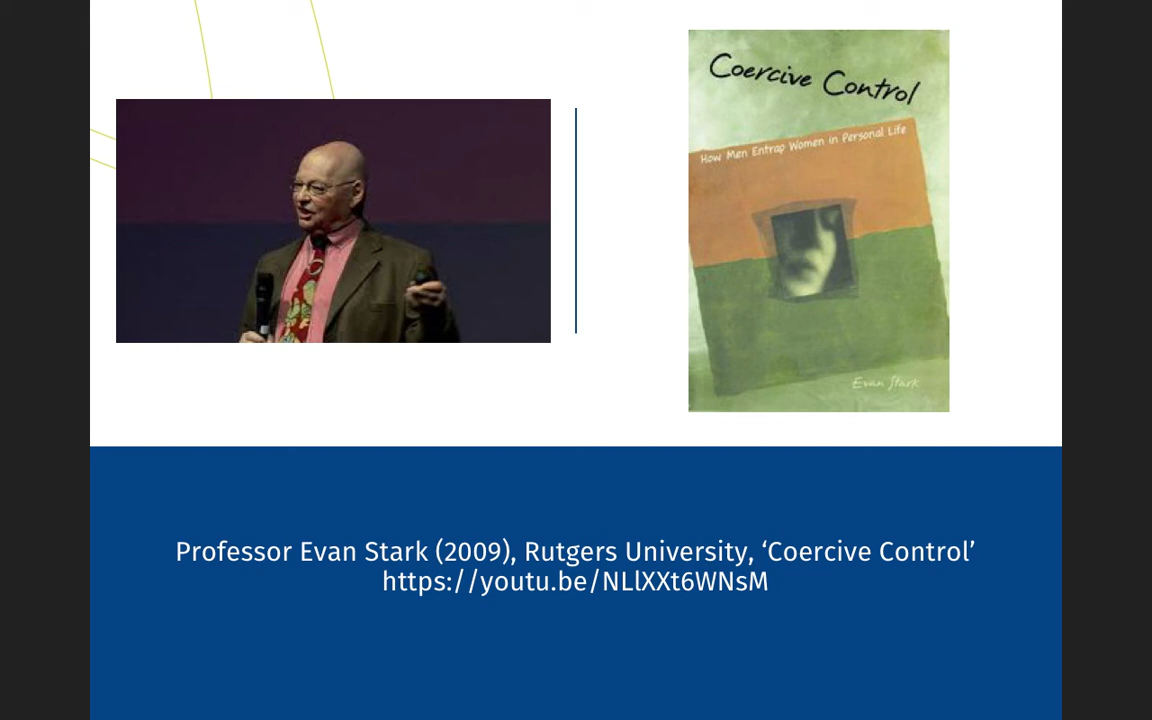 Coercive Control
How Men Entrap Women in Personal Life
Evan Stark
Professor Evan Stark (2009), Rutgers University, ‘Coercive Control’
https://youtu.be/NLlXXt6WNsM